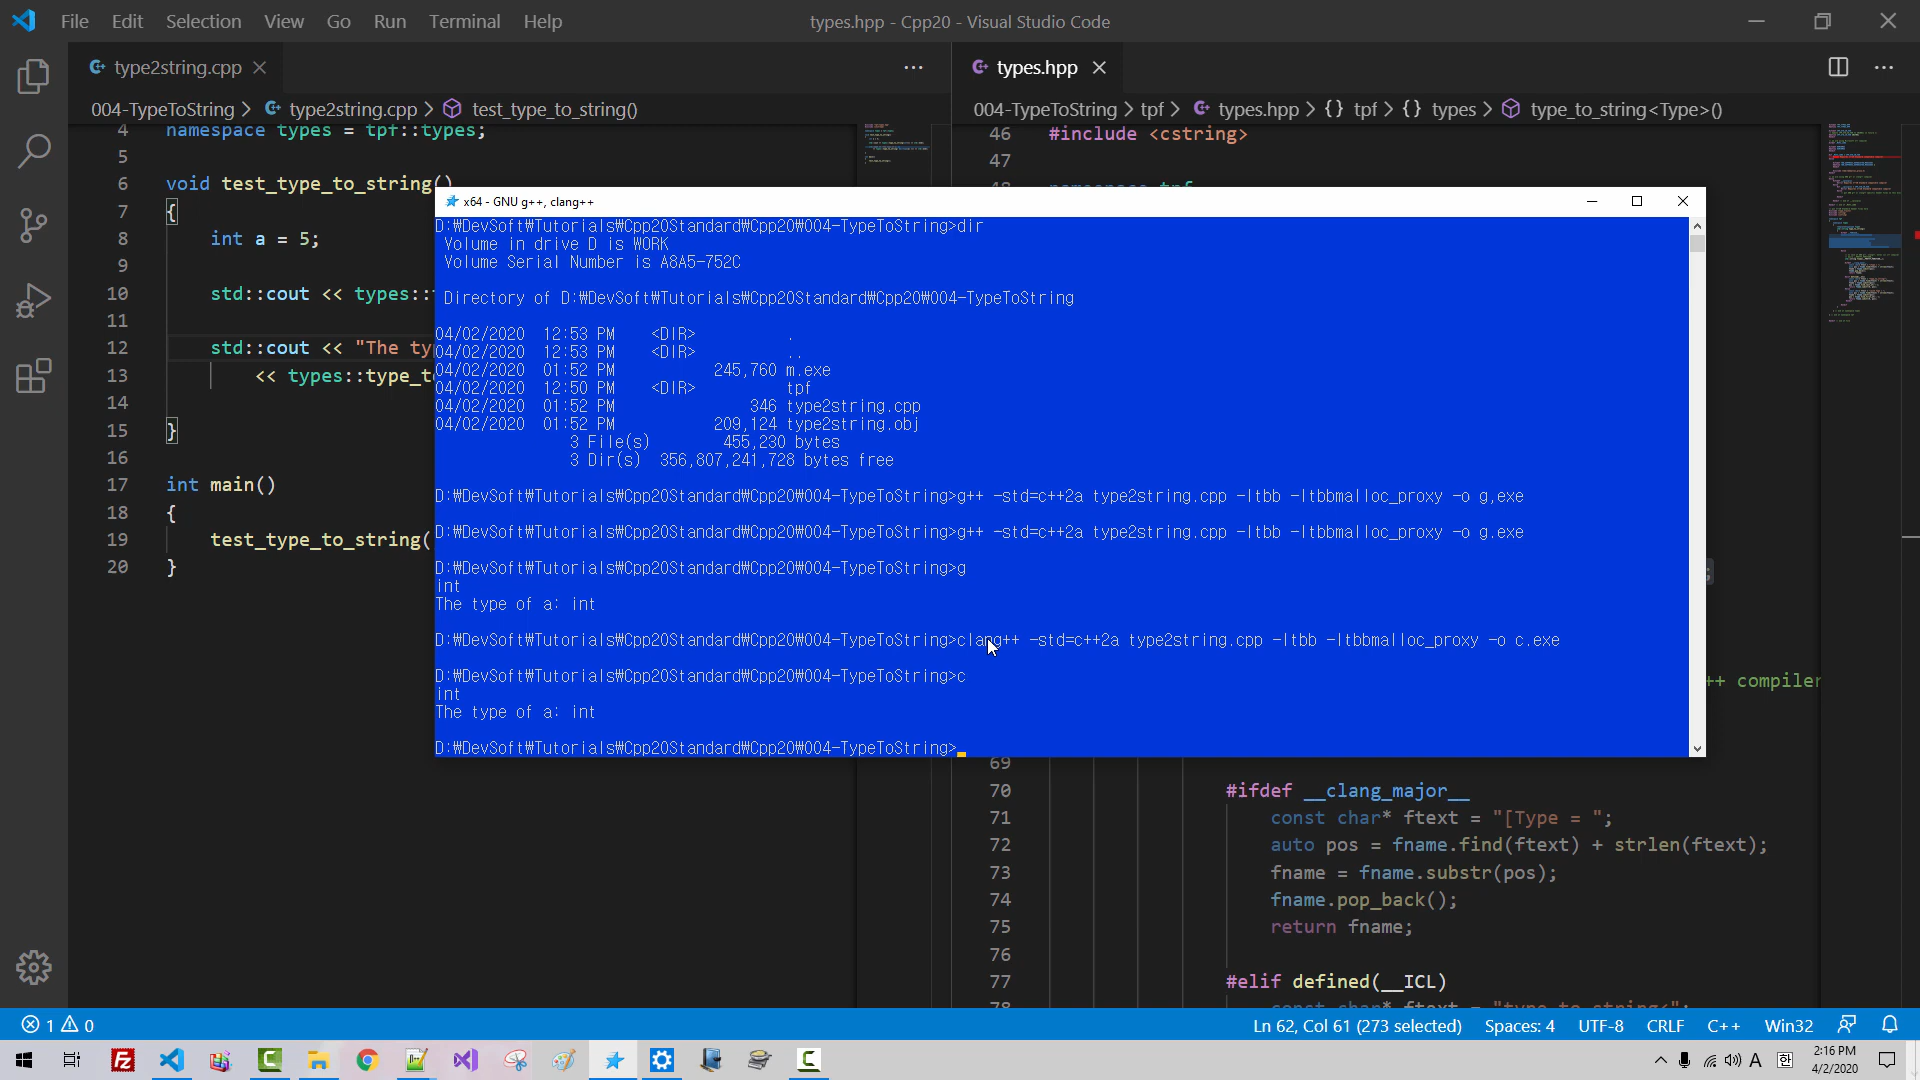 File Edit Selection View Go Run Terminal Help
types.hpp - Cpp20 - Visual Studio Code
type2string.cpp
types.hpp
004-TypeToString > type2string.cpp > test_type_to_string()
004-TypeToString > tpf > types.hpp > {} tpf > {} types > type_to_string<Type>()
4 namespace types = tpf::types;
5
6 void test_type_to_string()
7 {
8 int a = 5;
9
10 std::cout << types::
11
12 std::cout << "The ty
13 << types::type_t
14
15 }
16
17 int main()
18 {
19 test_type_to_string(
20 }
46 #include <cstring>
47
x64 - GNU g++, clang++
D:₩DevSoft₩Tutorials₩Cpp20Standard₩Cpp20₩004-TypeToString>dir
Volume in drive D is WORK
Volume Serial Number is A8A5-752C
Directory of D:₩DevSoft₩Tutorials₩Cpp20Standard₩Cpp20₩004-TypeToString
04/02/2020 12:53 PM <DIR> .
04/02/2020 12:53 PM <DIR> ..
04/02/2020 01:52 PM 245,760 m.exe
04/02/2020 12:50 PM <DIR> tpf
04/02/2020 01:52 PM 346 type2string.cpp
04/02/2020 01:52 PM 209,124 type2string.obj
3 File(s) 455,230 bytes
3 Dir(s) 356,807,241,728 bytes free
D:₩DevSoft₩Tutorials₩Cpp20Standard₩Cpp20₩004-TypeToString>g++ -std=c++2a type2string.cpp -ltbb -ltbbmalloc_proxy -o g,exe
D:₩DevSoft₩Tutorials₩Cpp20Standard₩Cpp20₩004-TypeToString>g++ -std=c++2a type2string.cpp -ltbb -ltbbmalloc_proxy -o g.exe
D:₩DevSoft₩Tutorials₩Cpp20Standard₩Cpp20₩004-TypeToString>g
int
The type of a: int
D:₩DevSoft₩Tutorials₩Cpp20Standard₩Cpp20₩004-TypeToString>clang++ -std=c++2a type2string.cpp -ltbb -ltbbmalloc_proxy -o c.exe
D:₩DevSoft₩Tutorials₩Cpp20Standard₩Cpp20₩004-TypeToString>c
int
The type of a: int
D:₩DevSoft₩Tutorials₩Cpp20Standard₩Cpp20₩004-TypeToString>
++ compiler
69
70 #ifdef __clang_major__
71 const char* ftext = "[Type = ";
72 auto pos = fname.find(ftext) + strlen(ftext);
73 fname = fname.substr(pos);
74 fname.pop_back();
75 return fname;
76
77 #elif defined(__ICL)
78 const char* ftext = "type_to_string<";
1 0
Ln 62, Col 61 (273 selected) Spaces: 4 UTF-8 CRLF C++ Win32
A 한
2:16 PM
4/2/2020